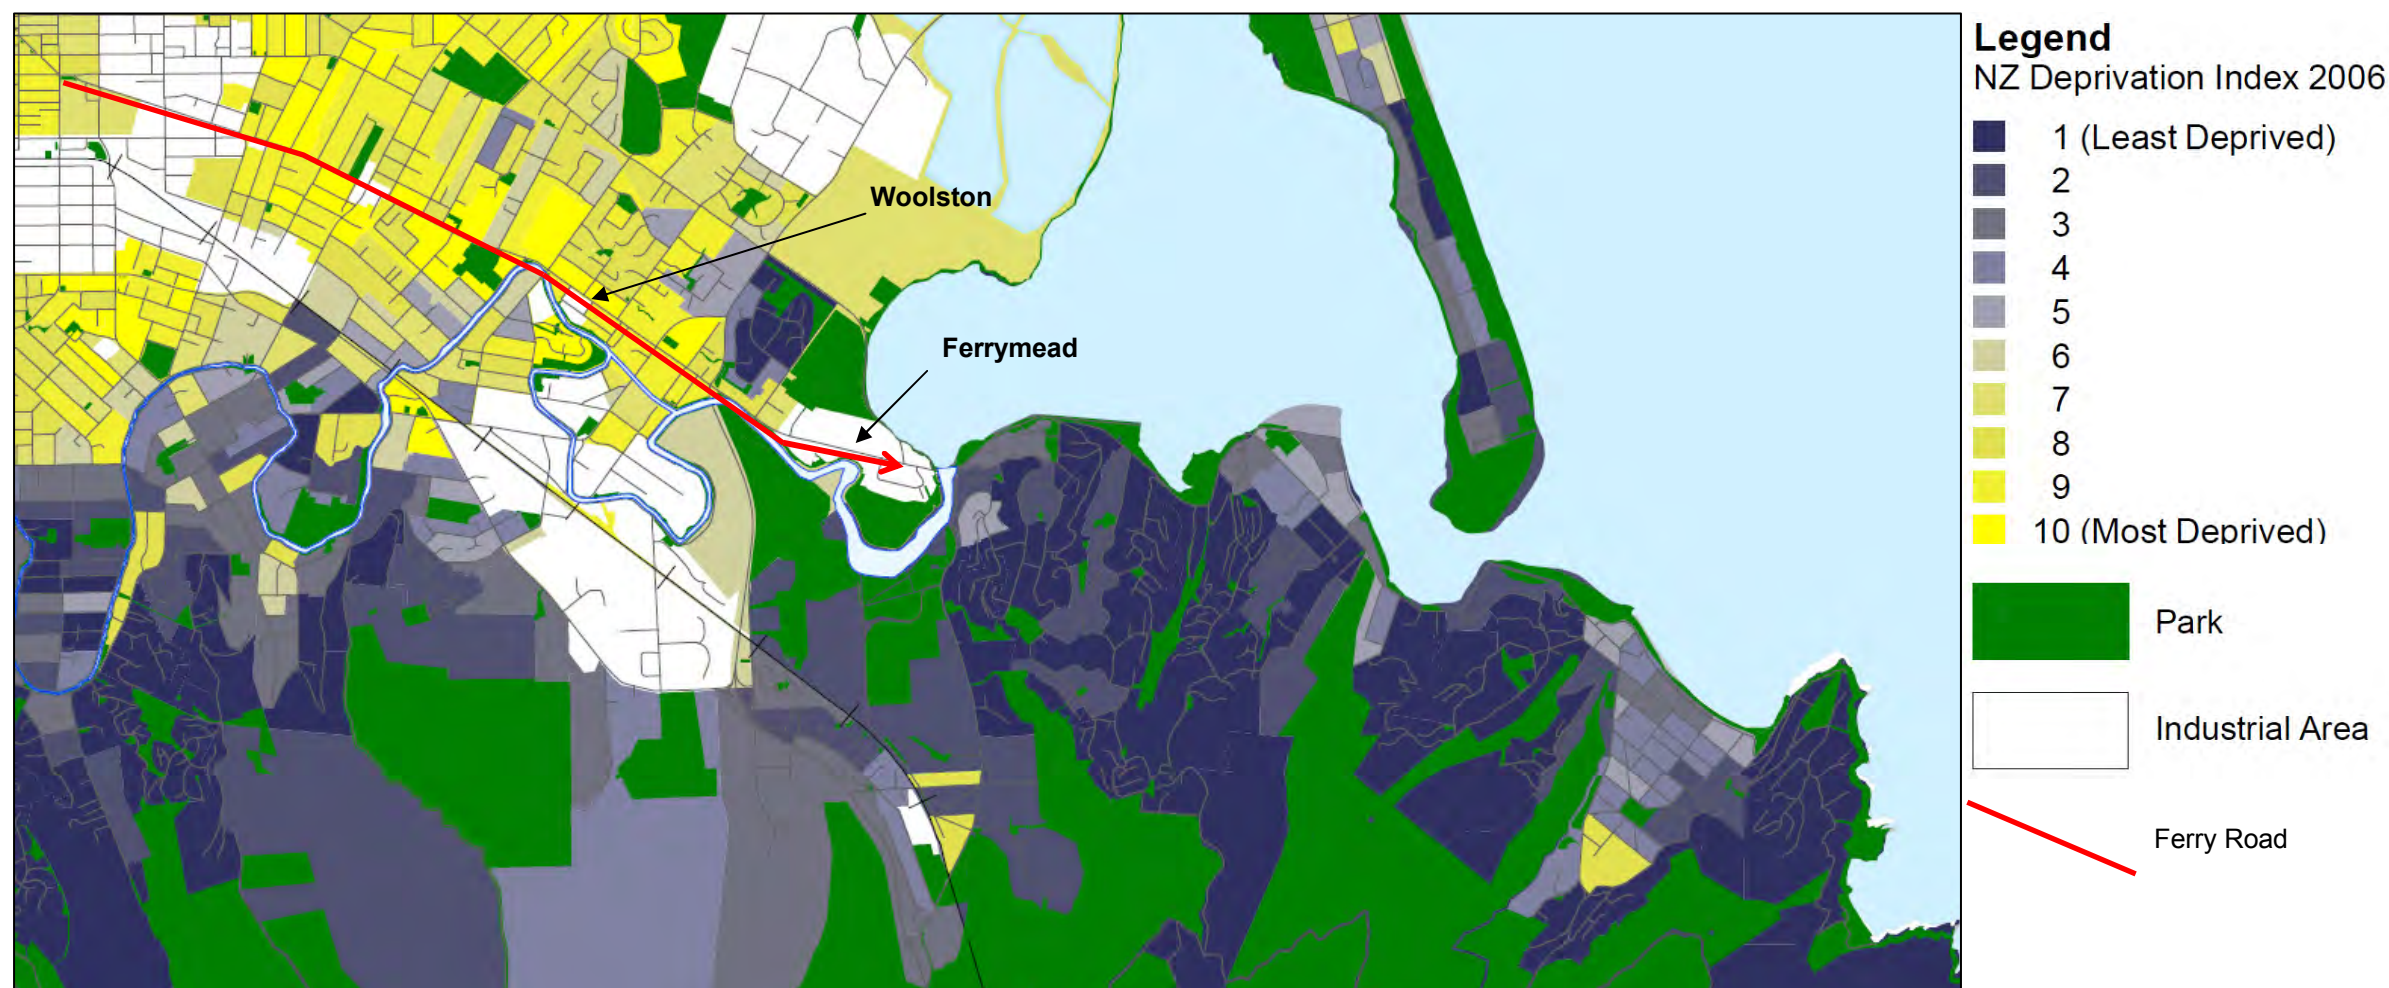 Woolston
Ferrymead
Legend
NZ Deprivation Index 2006
1 (Least Deprived)
2
3
4
5
6
7
8
9
10 (Most Deprived)
Park
Industrial Area
Ferry Road